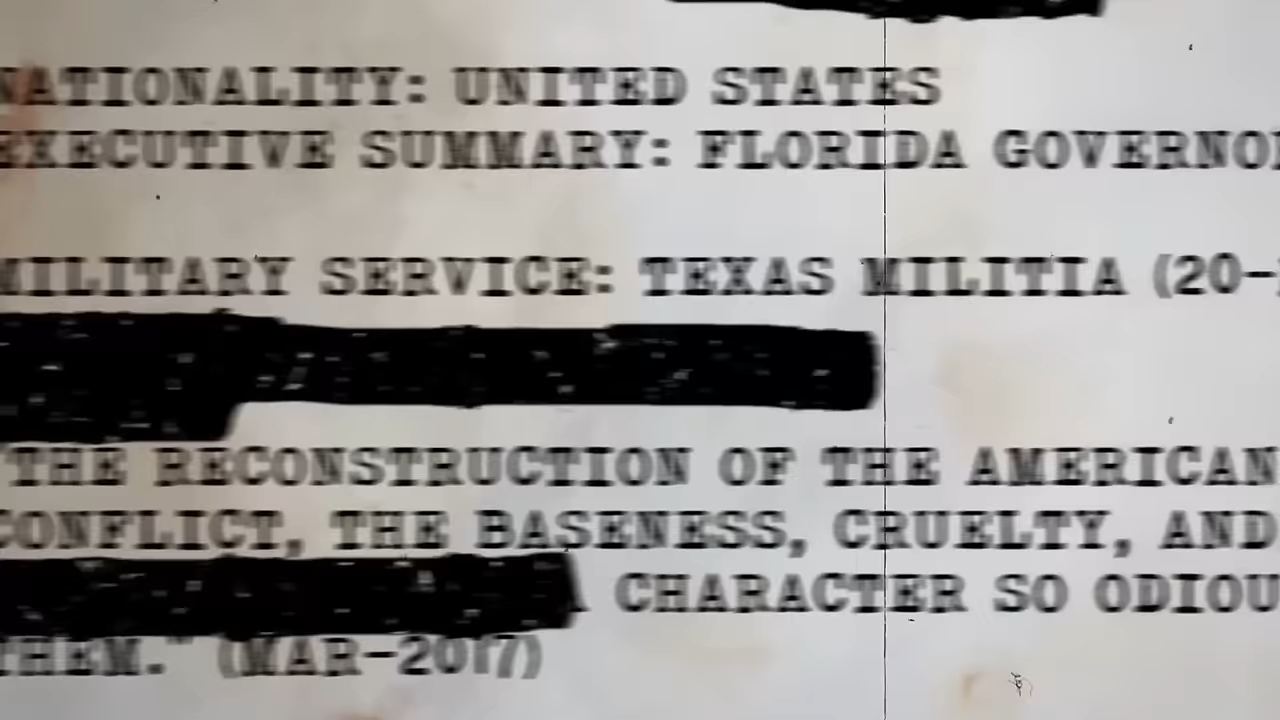 NATIONALITY: UNITED STATES
EXECUTIVE SUMMARY: FLORIDA GOVERNO
MILITARY SERVICE: TEXAS MILITIA (20-
THE RECONSTRUCTION OF THE AMERICAN
CONFLICT, THE BASENESS, CRUELTY, AND
A CHARACTER SO ODIOU
THEM." (MAR-2017)